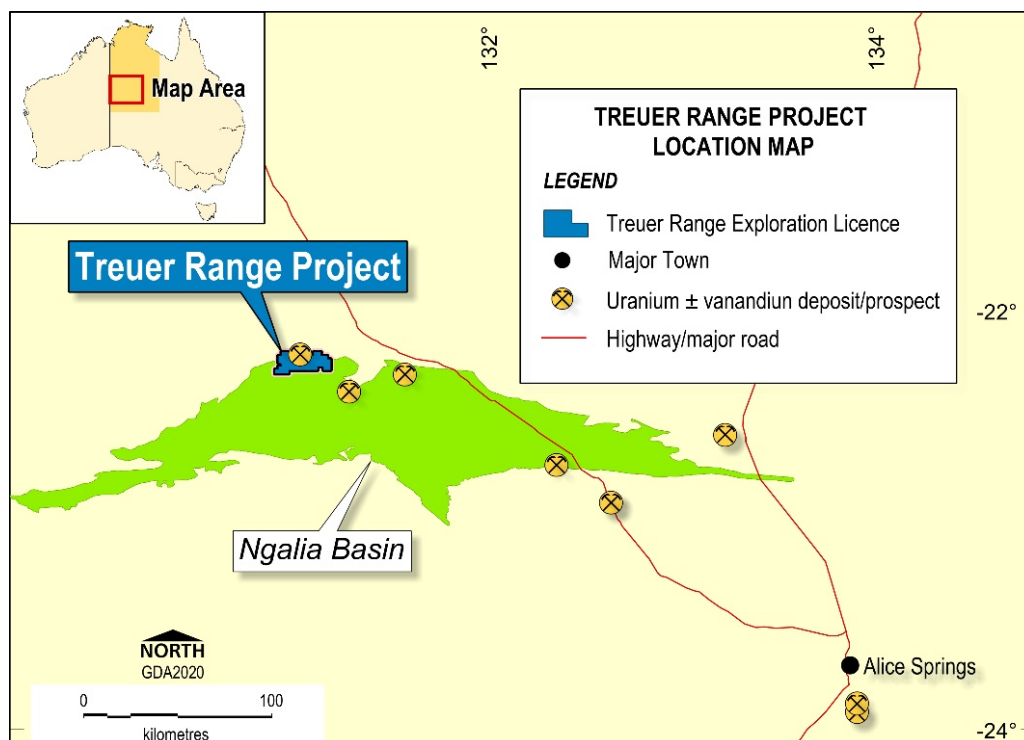 Map Area
132°
134°
TREUER RANGE PROJECT
LOCATION MAP
LEGEND
Treuer Range Exploration Licence
Major Town
Uranium ± vanandiun deposit/prospect
Highway/major road
Treuer Range Project
-22°
Ngalia Basin
NORTH
GDA2020
0 100
kilometres
Alice Springs
-24°